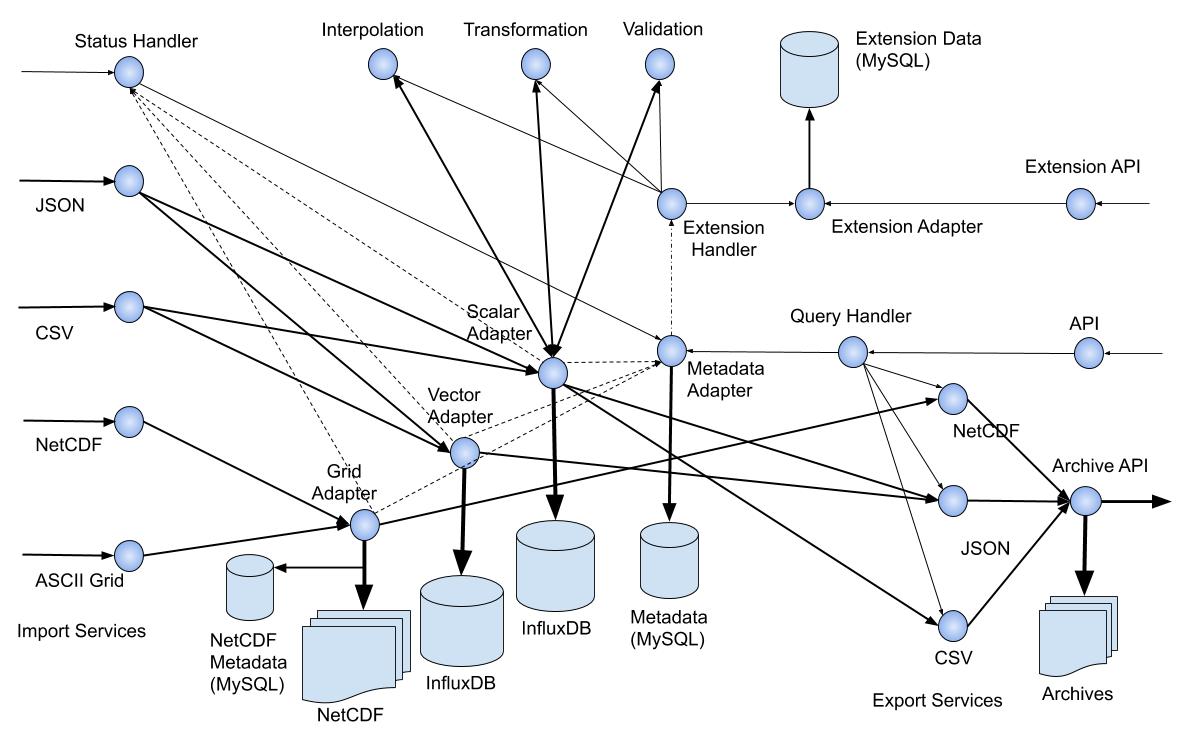 Interpolation
Transformation
Validation
Status Handler
Extension Data
(MySQL)
Extension API
JSON
Extension
Handler
Extension Adapter
Scalar
Adapter
Query Handler
API
CSV
Metadata
Adapter
Vector
Adapter
NetCDF
NetCDF
Grid
Adapter
Archive API
JSON
ASCII Grid
Import Services
NetCDF
Metadata
(MySQL)
InfluxDB
Metadata
(MySQL)
CSV
InfluxDB
Export Services
Archives
NetCDF